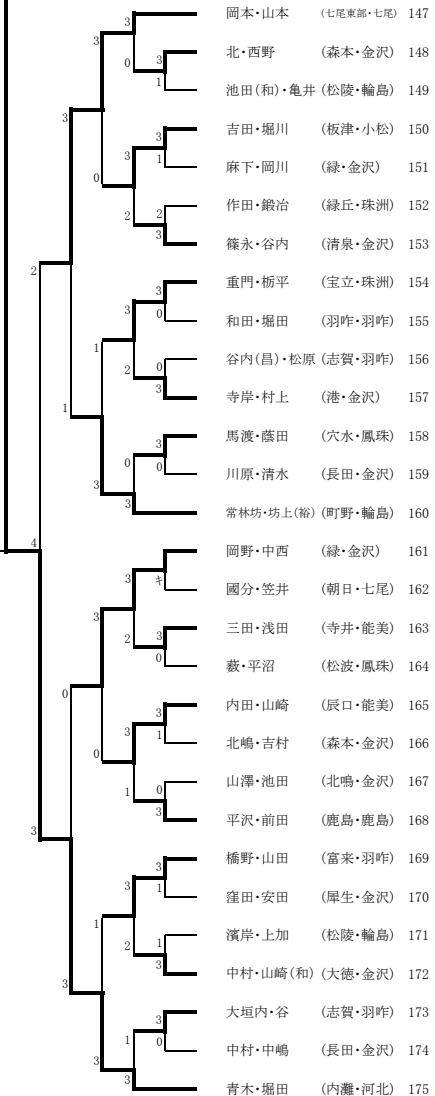 岡本・山本 (七尾東部・七尾) 147
北・西野 (森本・金沢) 148
池田(和)・亀井 (松陵・輪島) 149
吉田・堀川 (板津・小松) 150
麻下・岡川 (緑・金沢) 151
作田・鍛冶 (緑丘・珠洲) 152
篠永・谷内 (清泉・金沢) 153
重門・栃平 (宝立・珠洲) 154
和田・堀田 (羽咋・羽咋) 155
谷内(昌)・松原 (志賀・羽咋) 156
寺岸・村上 (港・金沢) 157
馬渡・蔭田 (穴水・鳳珠) 158
川原・清水 (長田・金沢) 159
常林坊・坊上(裕) (町野・輪島) 160
岡野・中西 (緑・金沢) 161
國分・笠井 (朝日・七尾) 162
三田・浅田 (寺井・能美) 163
薮・平沼 (松波・鳳珠) 164
内田・山崎 (辰口・能美) 165
北嶋・吉村 (森本・金沢) 166
山澤・池田 (北鳴・金沢) 167
平沢・前田 (鹿島・鹿島) 168
橋野・山田 (富来・羽咋) 169
窪田・安田 (犀生・金沢) 170
濱岸・上加 (松陵・輪島) 171
中村・山崎(和) (大徳・金沢) 172
大垣内・谷 (志賀・羽咋) 173
中村・中嶋 (長田・金沢) 174
青木・堀田 (内灘・河北) 175
3
3
0
3
1
3
3
3
1
0
2
2
3
2
3
3
0
1
2
0
3
1
3
0
3
0
3
3
4
3
キ
3
2
3
0
0
3
3
1
0
1
0
3
3
3
3
1
1
2
1
3
3
3
1
0
3
3